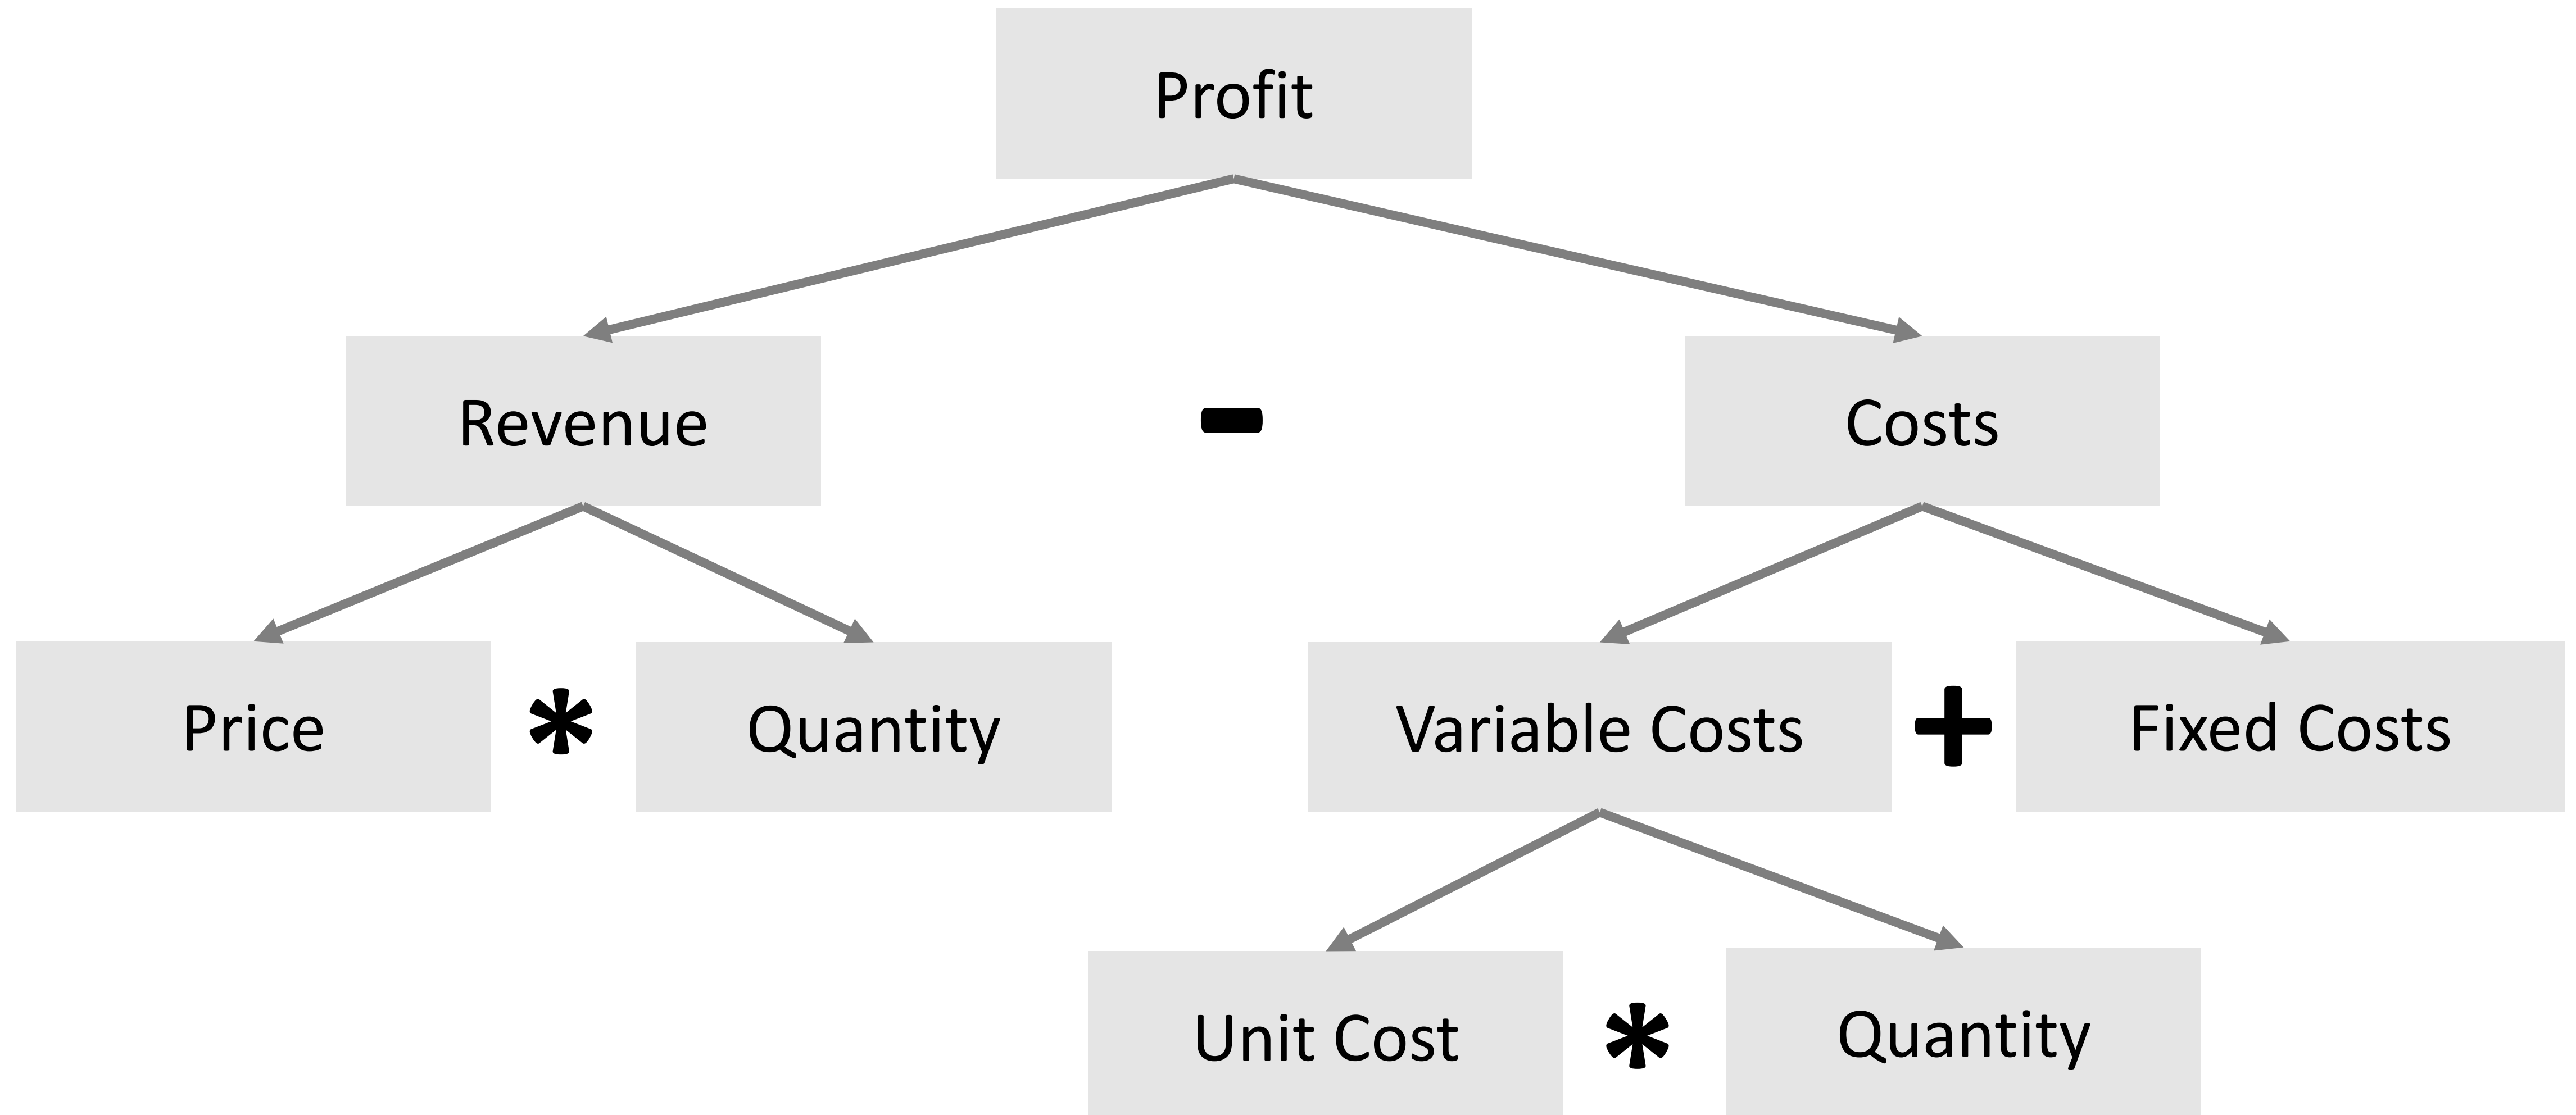 Profit
Revenue
-
Costs
Price
*
Quantity
Variable Costs
+
Fixed Costs
Unit Cost
*
Quantity